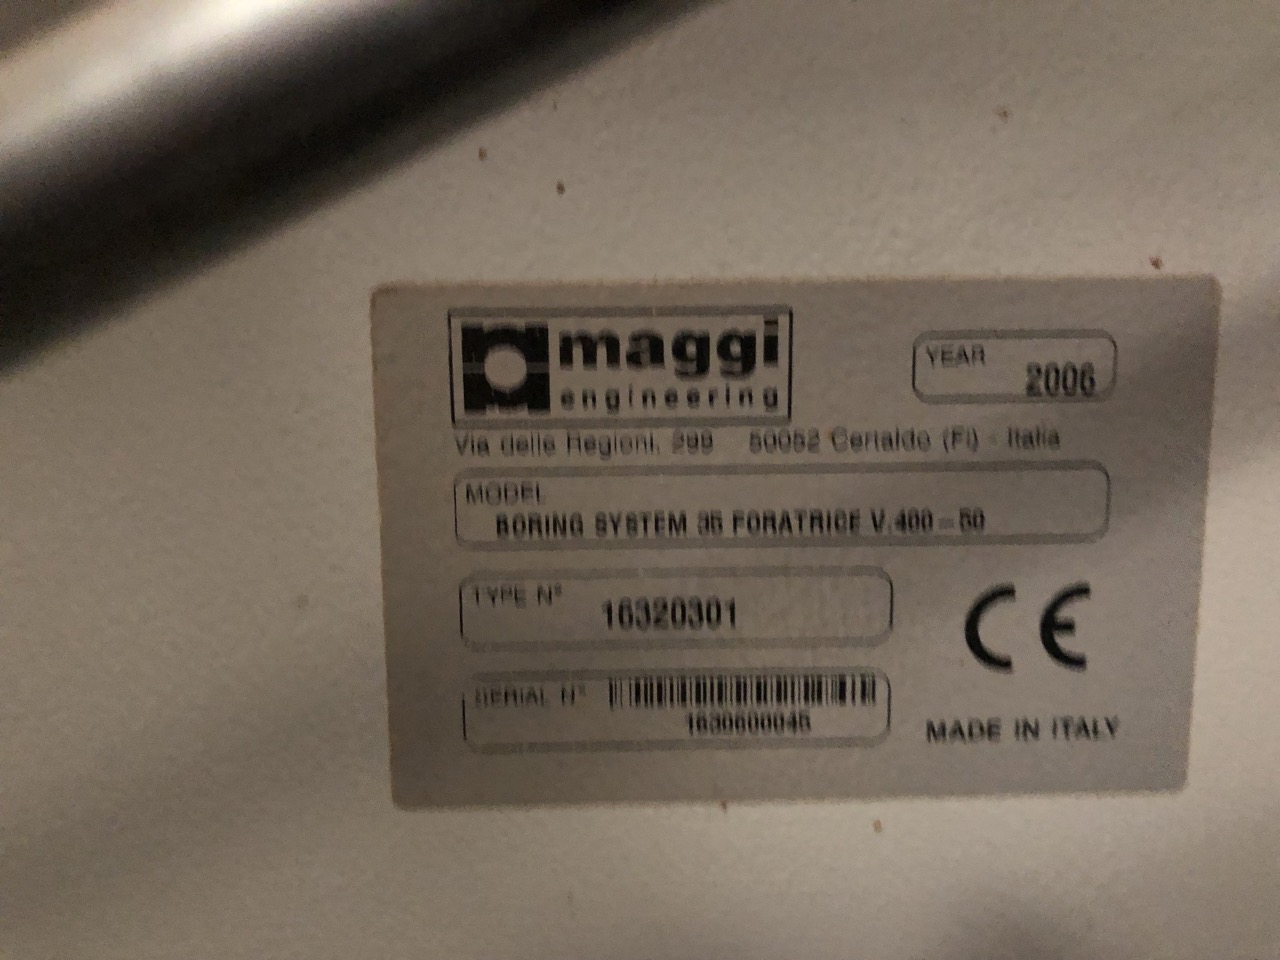 maggi
engineering
YEAR
2006
Via delle Regioni, 299 50052 Certaldo (FI) - Italia
MODEL
BORING SYSTEM 35 FORATRICE V.400-50
TYPE N°
16320301
SERIAL N°
1630600045
CE
MADE IN ITALY